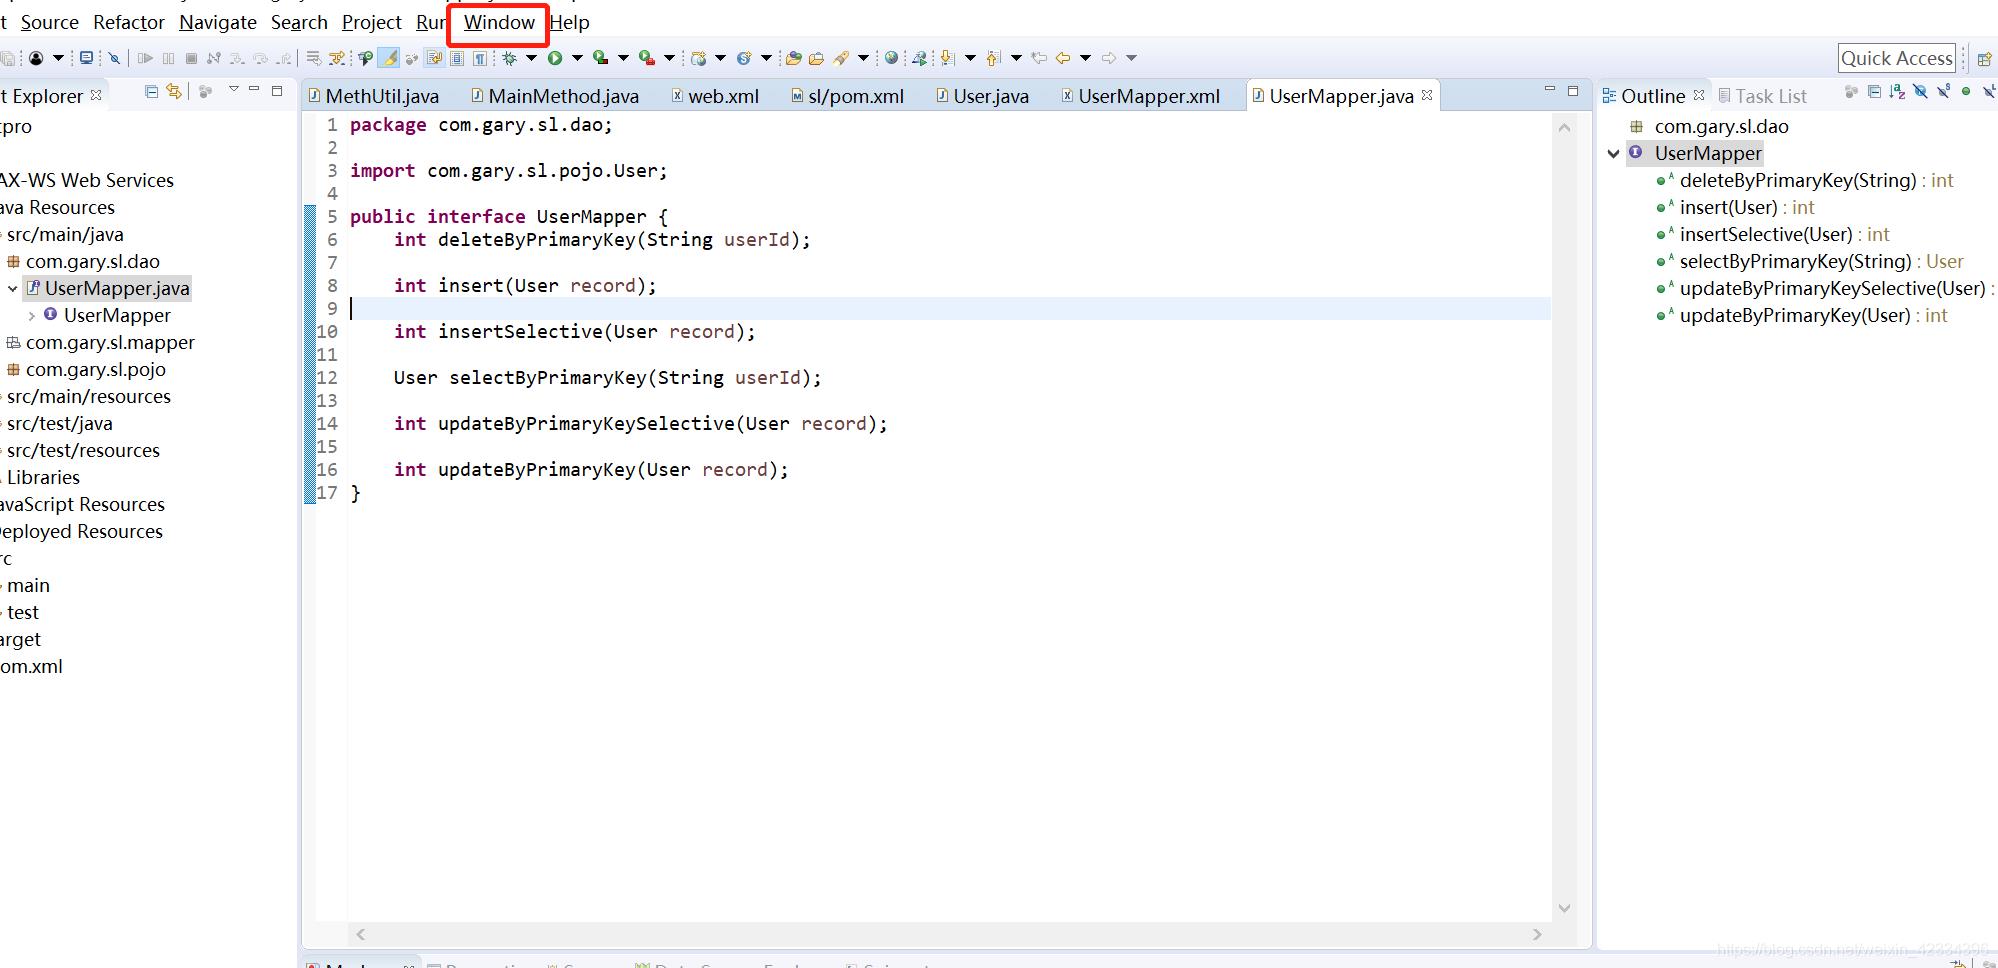 t Source Refactor Navigate Search Project Run Window Help
Quick Access
t Explorer
MethUtil.java MainMethod.java web.xml sl/pom.xml User.java UserMapper.xml UserMapper.java
Outline Task List
pro
AX-WS Web Services
ava Resources
src/main/java
com.gary.sl.dao
UserMapper.java
UserMapper
com.gary.sl.mapper
com.gary.sl.pojo
src/main/resources
src/test/java
src/test/resources
Libraries
avaScript Resources
eployed Resources
rc
main
test
arget
om.xml
1 package com.gary.sl.dao;
2
3 import com.gary.sl.pojo.User;
4
5 public interface UserMapper {
6 int deleteByPrimaryKey(String userId);
7
8 int insert(User record);
9
10 int insertSelective(User record);
11
12 User selectByPrimaryKey(String userId);
13
14 int updateByPrimaryKeySelective(User record);
15
16 int updateByPrimaryKey(User record);
17 }
com.gary.sl.dao
UserMapper
deleteByPrimaryKey(String) : int
insert(User) : int
insertSelective(User) : int
selectByPrimaryKey(String) : User
updateByPrimaryKeySelective(User) :
updateByPrimaryKey(User) : int
https://blog.csdn.net/weixin_42334396